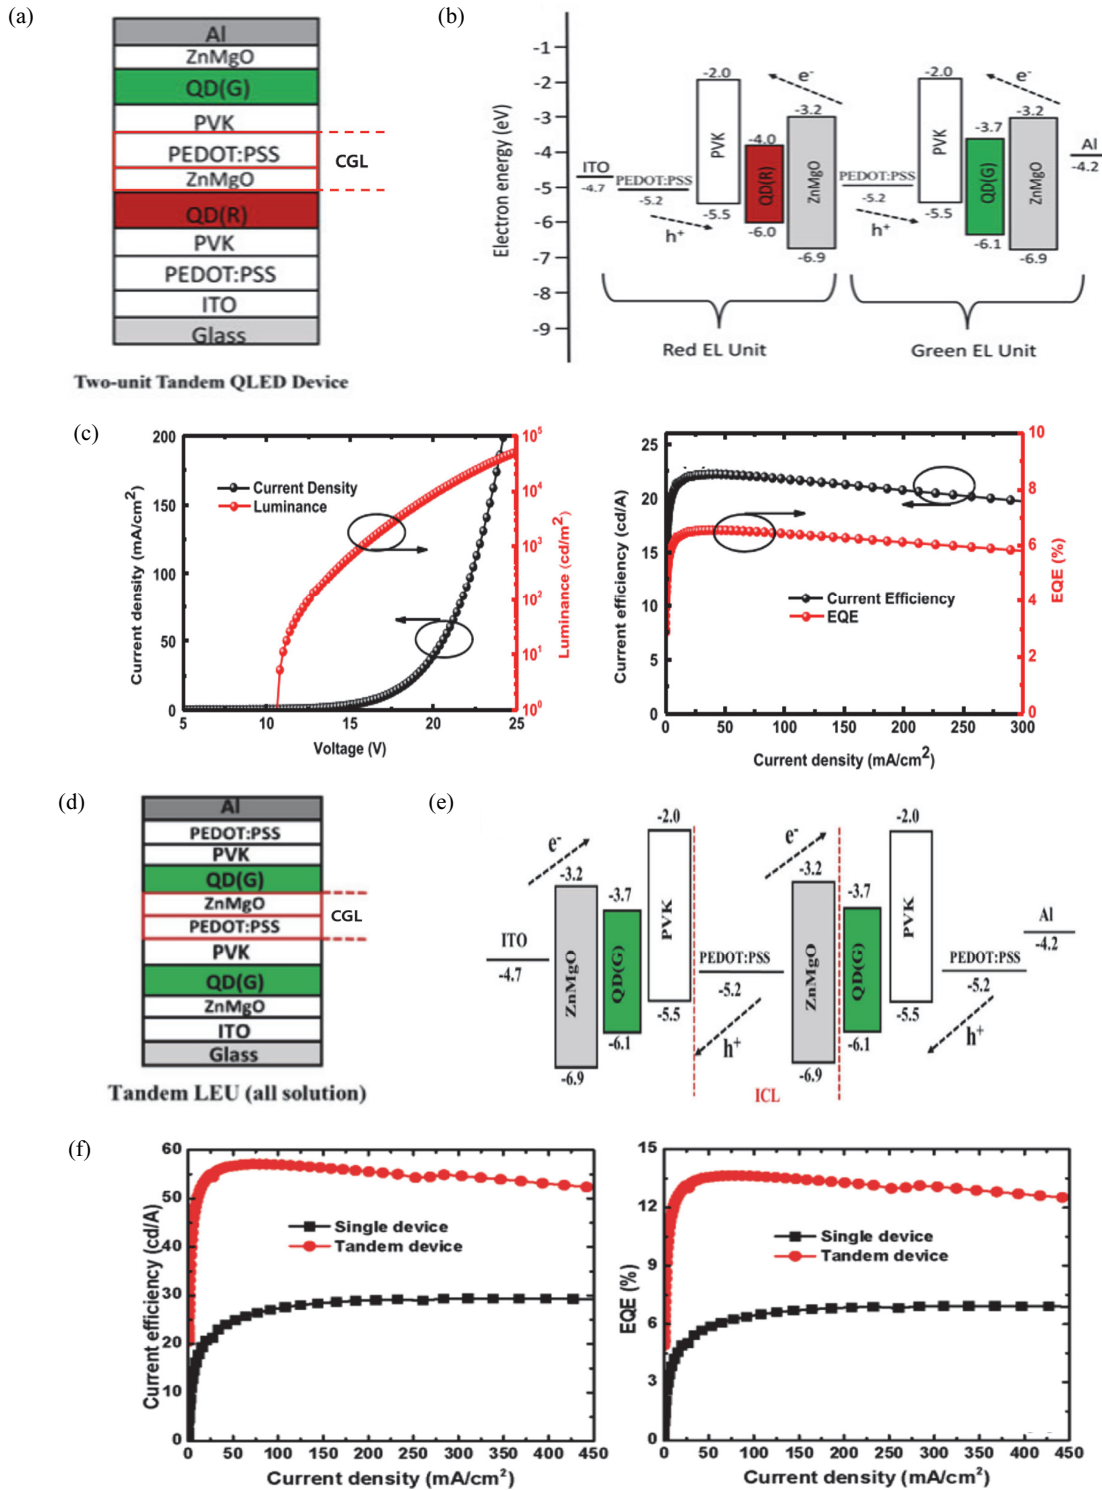 (a)
Al
ZnMgO
QD(G)
PVK
PEDOT:PSS
CGL
ZnMgO
QD(R)
PVK
PEDOT:PSS
ITO
Glass
Two-unit Tandem QLED Device
(b)
Electron energy (eV)
-1
-2
-3
-4
-5
-6
-7
-8
-9
ITO
-4.7
PEDOT:PSS
-5.2
h+
-2.0
PVK
-5.5
-4.0
QD(R)
-6.0
e-
-3.2
ZnMgO
-6.9
PEDOT:PSS
-5.2
h+
-2.0
PVK
-5.5
-3.7
QD(G)
-6.1
e-
-3.2
ZnMgO
-6.9
Al
-4.2
Red EL Unit
Green EL Unit
(c)
Current density (mA/cm2)
200
150
100
50
0
Current Density
Luminance
10^5
10^4
10^3
10^2
10^1
10^0
Luminance (cd/m2)
5 10 15 20 25
Voltage (V)
Current efficiency (cd/A)
25
20
15
10
5
0
Current Efficiency
EQE
10
8
6
4
2
0
EQE (%)
0 50 100 150 200 250 300
Current density (mA/cm2)
(d)
Al
PEDOT:PSS
PVK
QD(G)
ZnMgO
CGL
PEDOT:PSS
PVK
QD(G)
ZnMgO
ITO
Glass
Tandem LEU (all solution)
(e)
ITO
-4.7
e-
-3.2
ZnMgO
-6.9
-3.7
QD(G)
-6.1
-2.0
PVK
-5.5
PEDOT:PSS
-5.2
h+
ICL
e-
-3.2
ZnMgO
-6.9
-3.7
QD(G)
-6.1
-2.0
PVK
-5.5
PEDOT:PSS
-5.2
h+
Al
-4.2
(f)
Current efficiency (cd/A)
60
50
40
30
20
10
0
Single device
Tandem device
0 50 100 150 200 250 300 350 400 450
Current density (mA/cm2)
EQE (%)
15
12
9
6
3
0
Single device
Tandem device
0 50 100 150 200 250 300 350 400 450
Current density (mA/cm2)